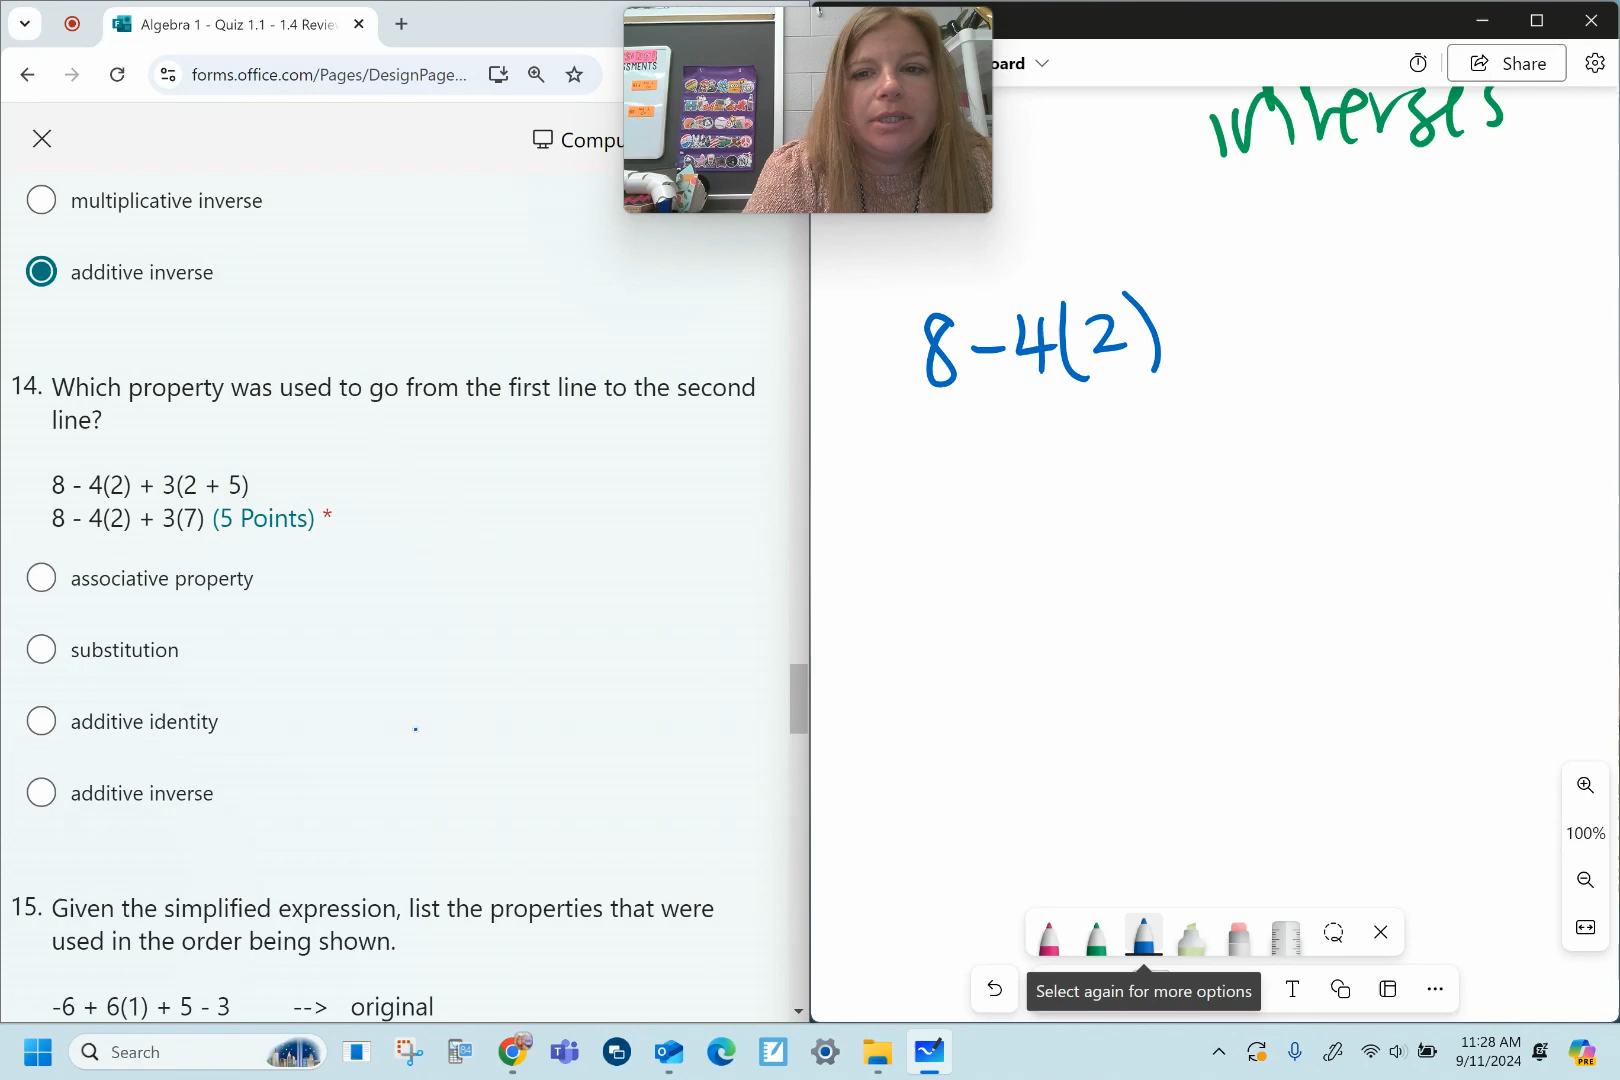 Algebra 1 - Quiz 1.1 - 1.4 Revie
forms.office.com/Pages/DesignPage...
oard
Share
SMENTS
Compu
inverses
multiplicative inverse
additive inverse
8-4(2)
14. Which property was used to go from the first line to the second
line?
8 - 4(2) + 3(2 + 5)
8 - 4(2) + 3(7) (5 Points) *
associative property
substitution
additive identity
additive inverse
100%
15. Given the simplified expression, list the properties that were
used in the order being shown.
-6 + 6(1) + 5 - 3 --> original
Select again for more options
T
Search
84
11:28 AM
9/11/2024
PRE